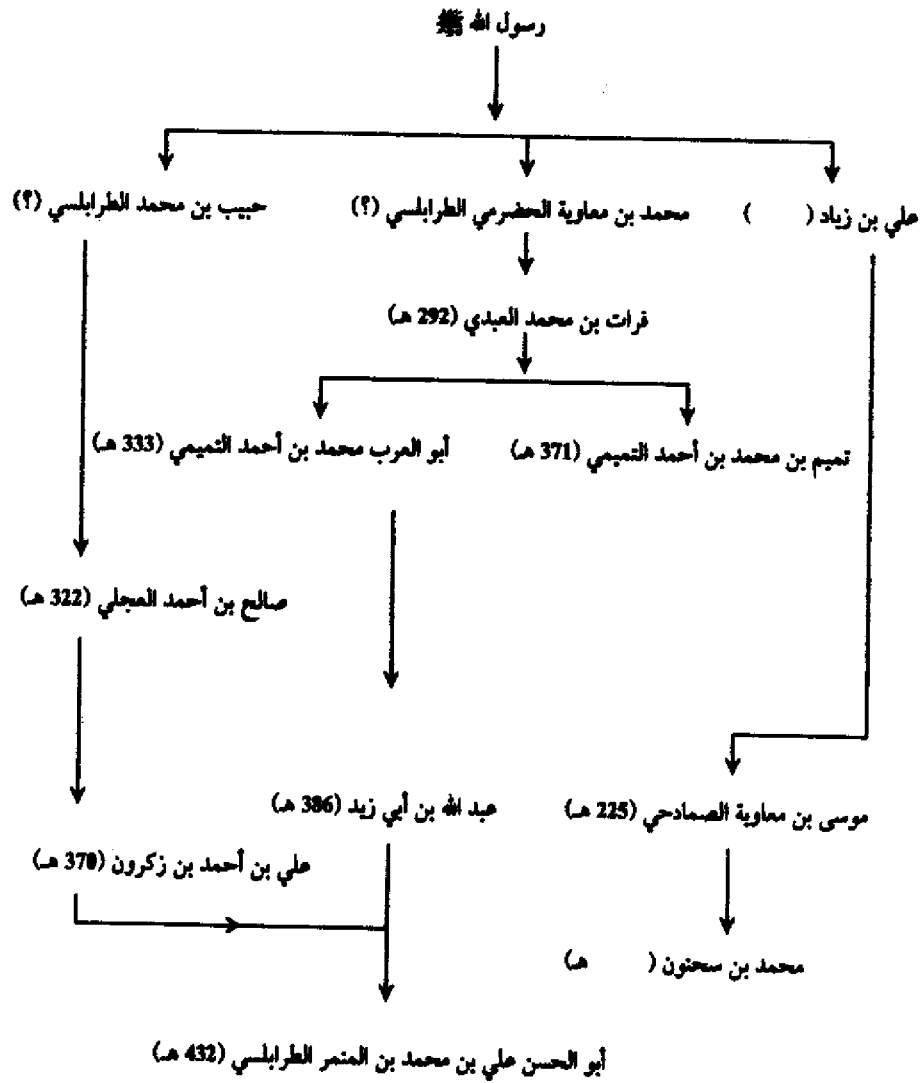 رسول الله ﷺ
علي بن زياد ( )
محمد بن معاوية الحضرمي الطرابلسي (؟)
حبيب بن محمد الطرابلسي (؟)
فرات بن محمد العبدي (292 هـ)
تميم بن محمد بن أحمد التميمي (371 هـ)
أبو العرب محمد بن أحمد التميمي (333 هـ)
صالح بن أحمد العجلي (322 هـ)
موسى بن معاوية الصمادحي (225 هـ)
عبد الله بن أبي زيد (386 هـ)
علي بن أحمد بن زكرون (370 هـ)
محمد بن سحنون ( هـ)
أبو الحسن علي بن محمد بن المنمر الطرابلسي (432 هـ)